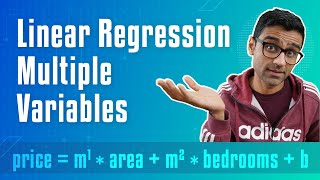 Linear Regression
Multiple
Variables
adidas
price = m¹ * area + m² * bedrooms + b